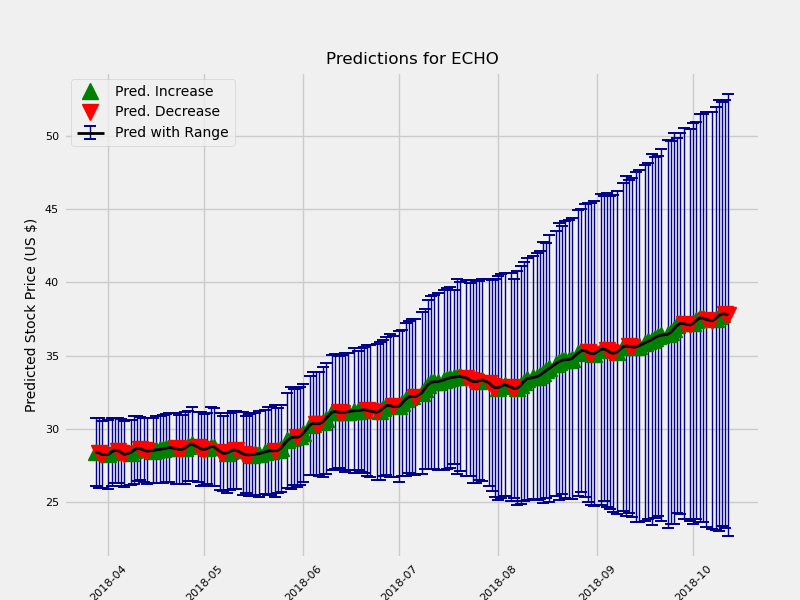 Predictions for ECHO
Pred. Increase
Pred. Decrease
Pred with Range
Predicted Stock Price (US $)
50
45
40
35
30
25
2018-04
2018-05
2018-06
2018-07
2018-08
2018-09
2018-10